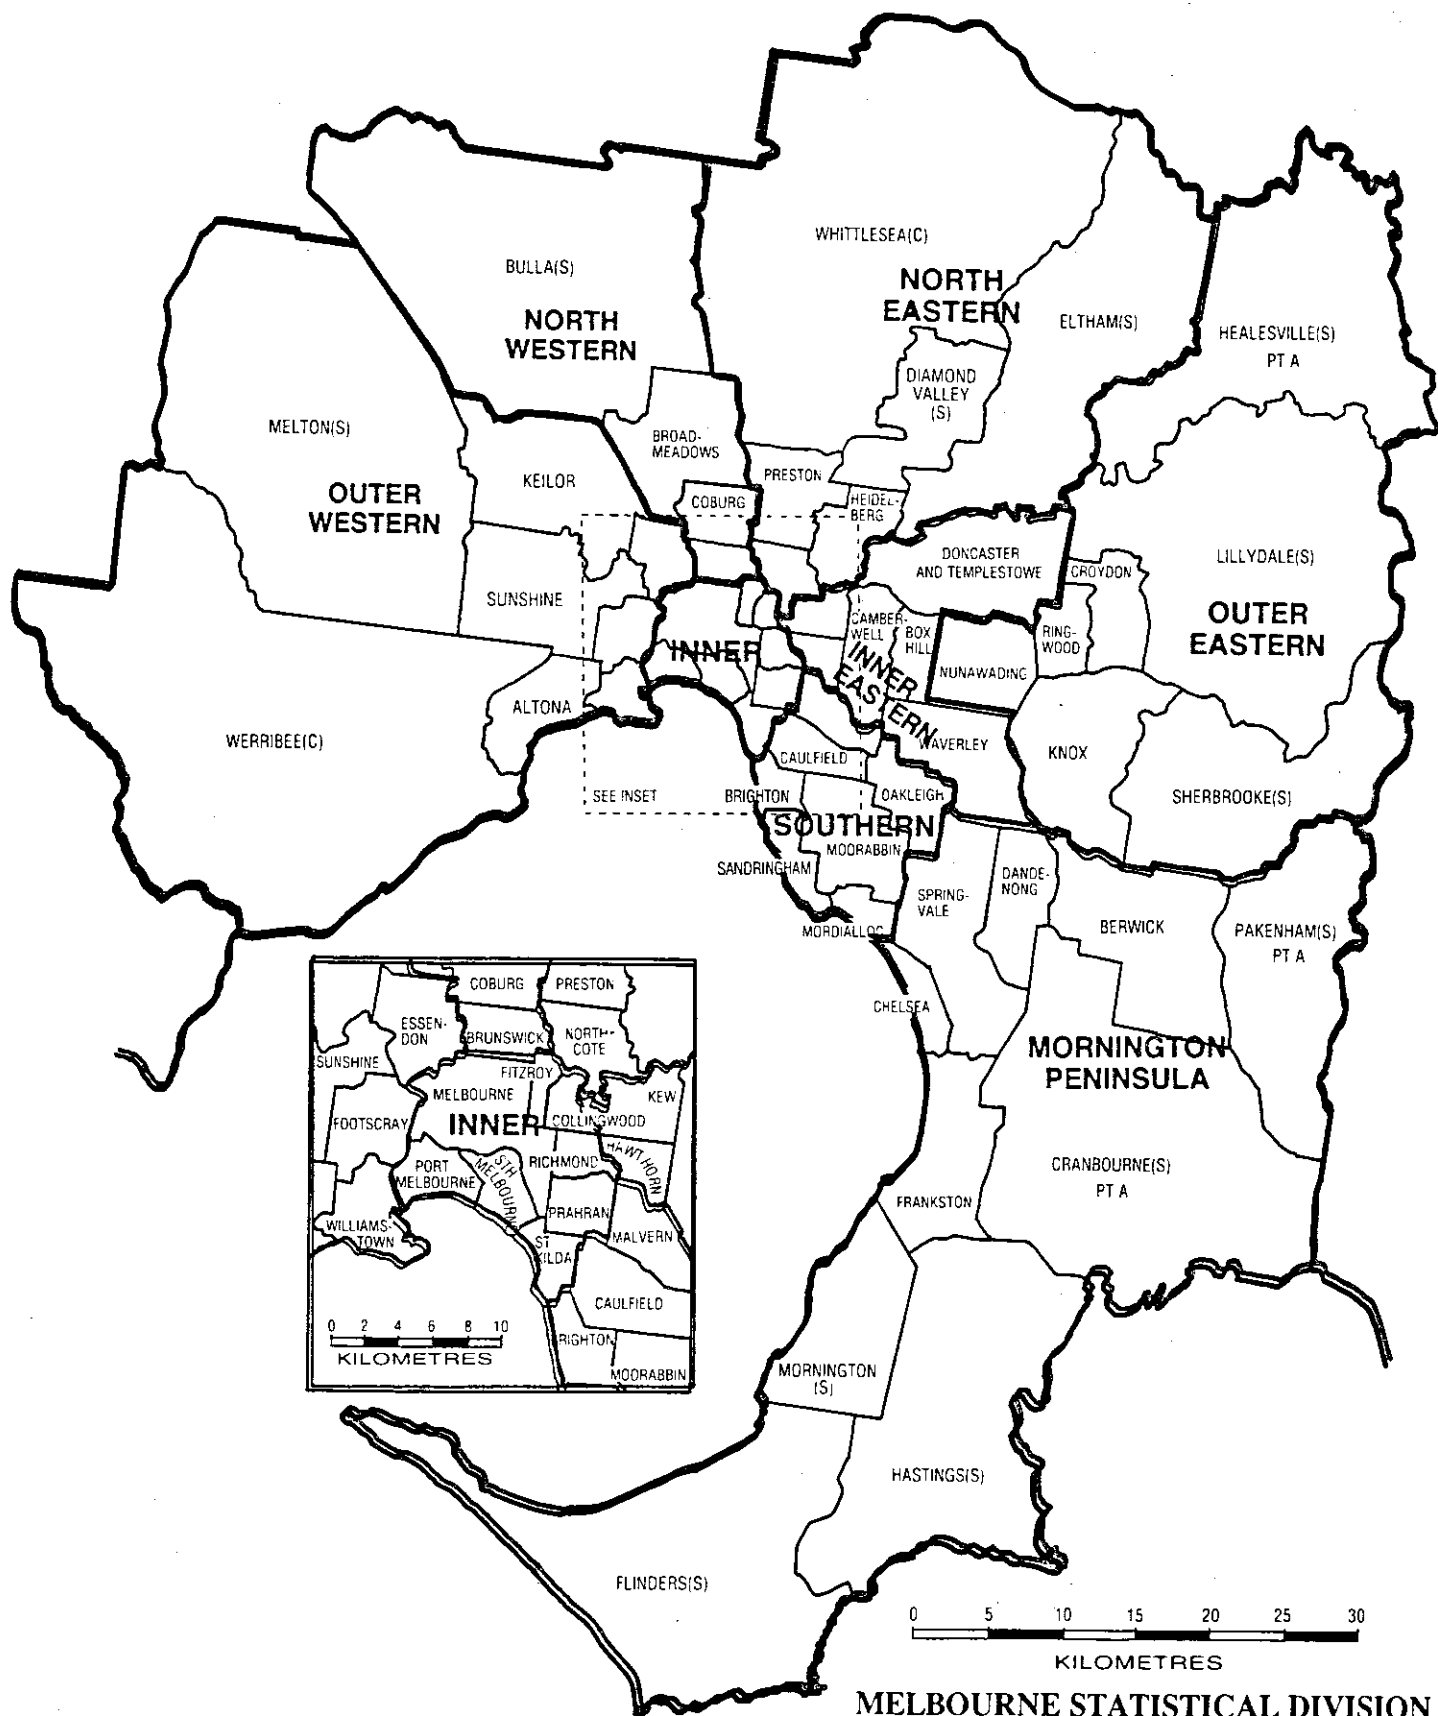 WHITTLESEA(C)
BULLA(S)
NORTH
EASTERN
NORTH
WESTERN
ELTHAM(S)
HEALESVILLE(S)
PT A
DIAMOND
VALLEY
(S)
MELTON(S)
BROAD-
MEADOWS
KEILOR
PRESTON
OUTER
WESTERN
COBURG
HEIDEL-
BERG
DONCASTER
AND TEMPLESTOWE
CROYDON
LILLYDALE(S)
SUNSHINE
OUTER
EASTERN
CAMBER-
WELL
BOX
HILL
RING-
WOOD
INNER
INNER
EASTERN
NUNAWADING
ALTONA
WERRIBEE(C)
WAVERLEY
KNOX
CAULFIELD
SEE INSET
BRIGHTON
OAKLEIGH
SHERBROOKE(S)
SOUTHERN
MOORABBIN
SANDRINGHAM
SPRING-
VALE
DANDE-
NONG
MORDIALLOC
BERWICK
PAKENHAM(S)
PT A
CHELSEA
MORNINGTON
PENINSULA
CRANBOURNE(S)
PT A
FRANKSTON
COBURG
PRESTON
ESSEN-
DON
BRUNSWICK
NORTH-
COTE
SUNSHINE
FITZROY
MELBOURNE
KEW
FOOTSCRAY
INNER
COLLINGWOOD
HAWTHORN
RICHMOND
PORT
MELBOURNE
STH
MELBOURNE
PRAHRAN
WILLIAMS-
TOWN
ST
KILDA
MALVERN
CAULFIELD
0 2 4 6 8 10
KILOMETRES
RIGHTON
MOORABBIN
MORNINGTON
(S)
HASTINGS(S)
FLINDERS(S)
0 5 10 15 20 25 30
KILOMETRES
MELBOURNE STATISTICAL DIVISION